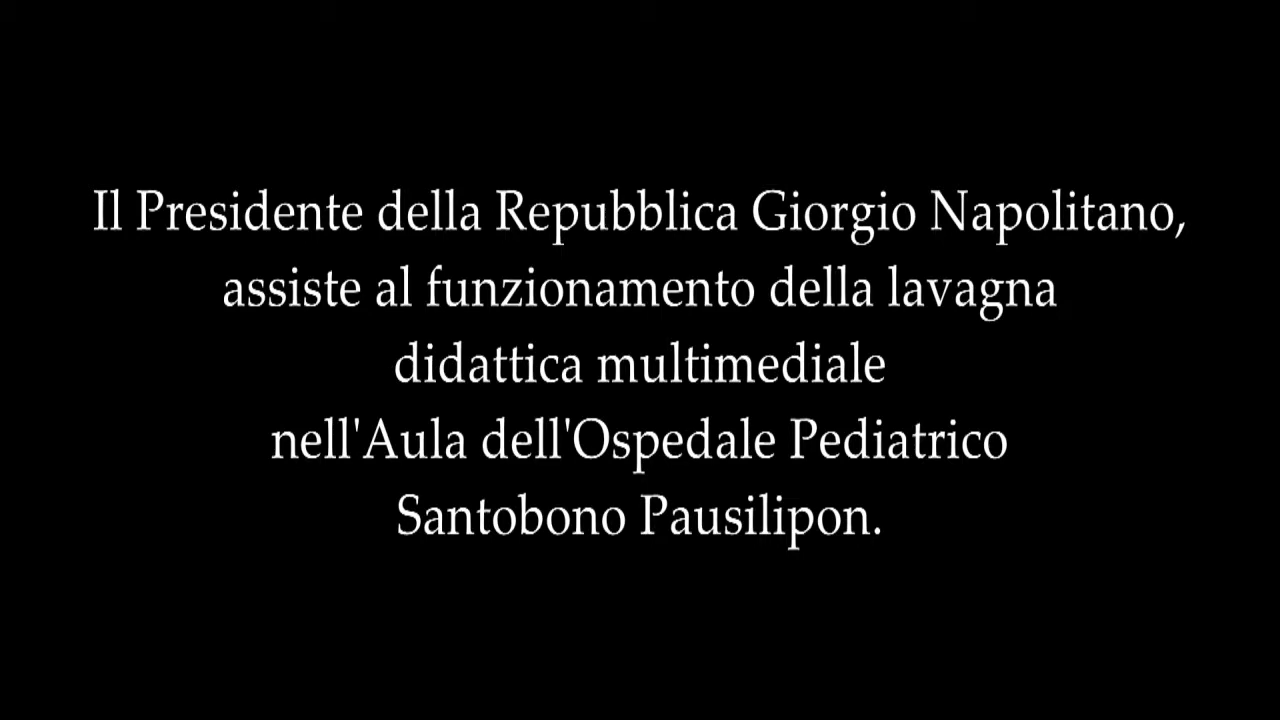 Il Presidente della Repubblica Giorgio Napolitano,
assiste al funzionamento della lavagna
didattica multimediale
nell'Aula dell'Ospedale Pediatrico
Santobono Pausilipon.